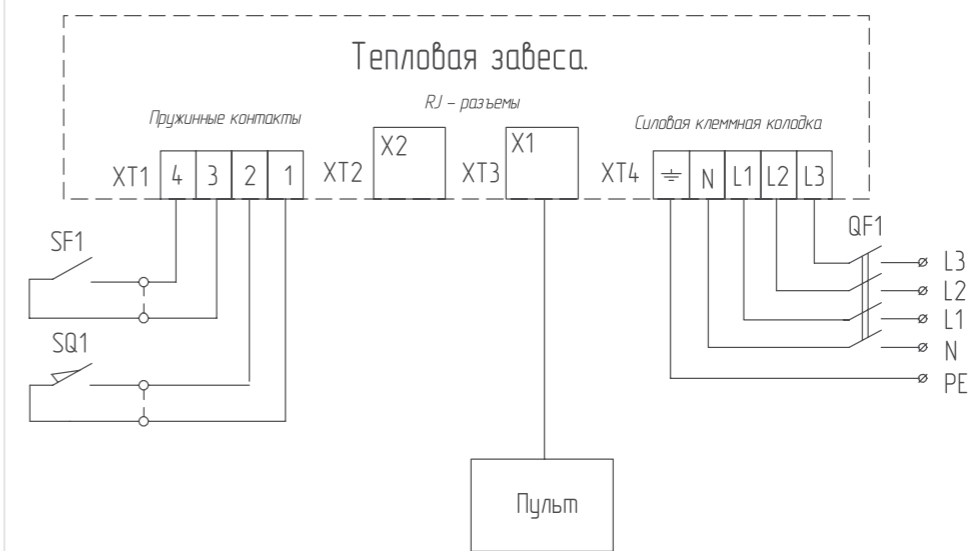 Тепловая завеса.
RJ – разъемы
Пружинные контакты
Силовая клеммная колодка
XT1 4 3 2 1
XT2 X2
XT3 X1
XT4 N L1 L2 L3
SF1
QF1
L3
L2
L1
N
PE
SQ1
Пульт